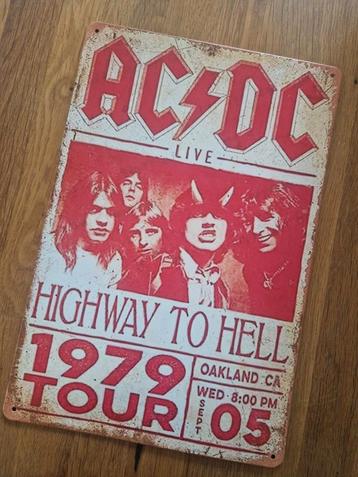 AC⚡DC
LIVE
HIGHWAY TO HELL
1979
TOUR
OAKLAND CA
WED · 8:00 PM
SEPT
05